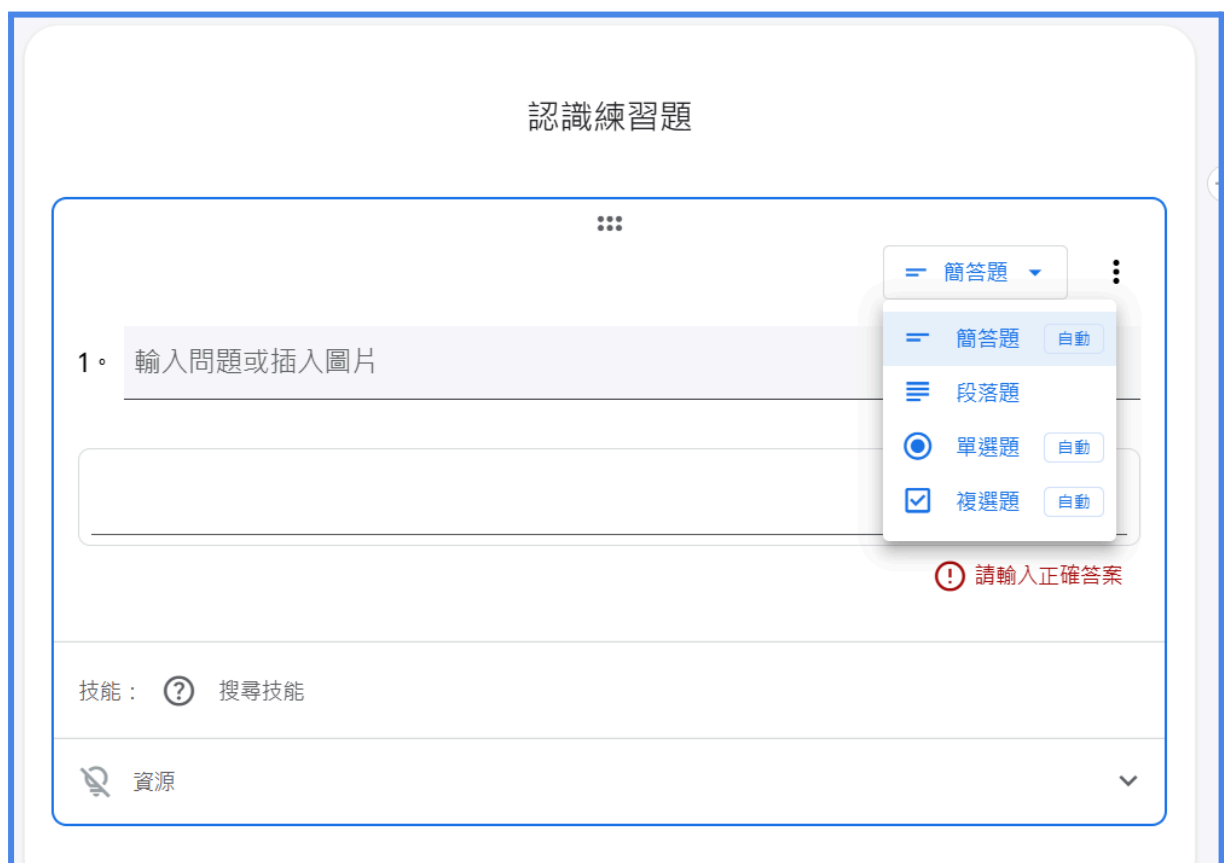 認識練習題
簡答題
簡答題 自動
1。 輸入問題或插入圖片
段落題
單選題 自動
複選題 自動
請輸入正確答案
技能： 搜尋技能
資源